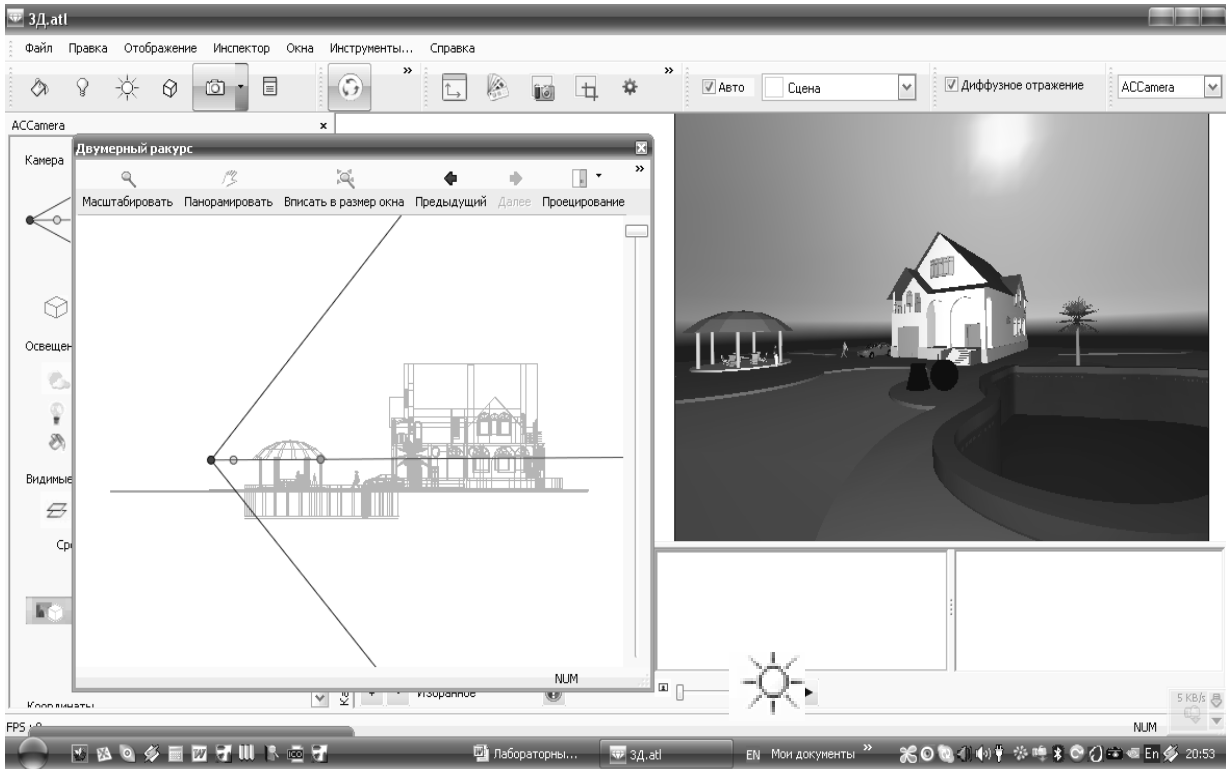 3Д.atl
Файл Правка Отображение Инспектор Окна Инструменты... Справка
» » Авто Сцена Диффузное отражение ACCamera
ACCamera x
Камера
Двумерный ракурс
»
Масштабировать Панорамировать Вписать в размер окна Предыдущий Далее Проецирование
Освещен
Видимые
Ср
NUM
Избранное
Координаты
5 KB/s
FPS : 0
NUM
Лабораторны... 3Д.atl EN Мои документы » En 20:53